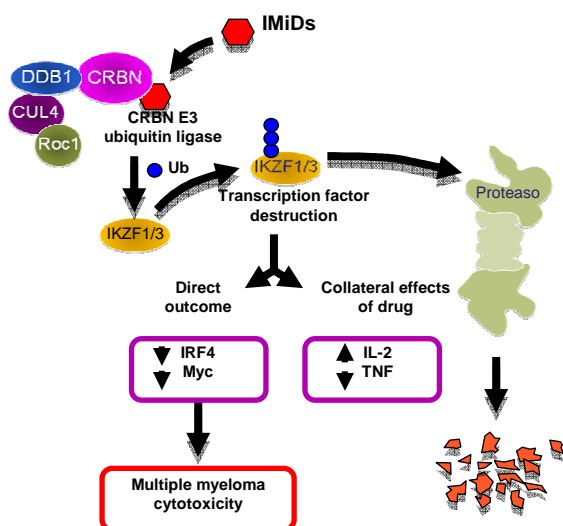 IMiDs
DDB1
CRBN
CUL4
Roc1
CRBN E3
ubiquitin ligase
Ub
IKZF1/3
IKZF1/3
Transcription factor
destruction
Proteaso
Direct
outcome
Collateral effects
of drug
IRF4
Myc
IL-2
TNF
Multiple myeloma
cytotoxicity